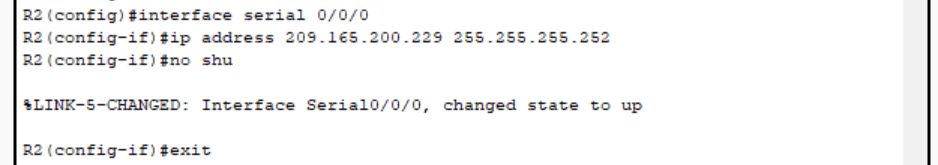 R2(config)#interface serial 0/0/0
R2(config-if)#ip address 209.165.200.229 255.255.255.252
R2(config-if)#no shu
%LINK-5-CHANGED: Interface Serial0/0/0, changed state to up
R2(config-if)#exit